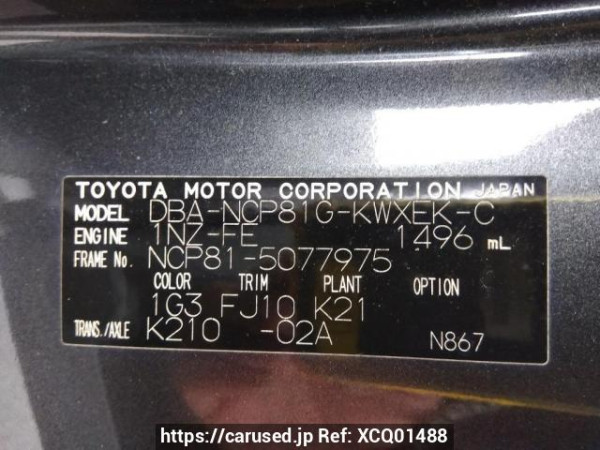 TOYOTA MOTOR CORPORATION JAPAN
MODEL DBA-NCP81G-KWXEK-C
ENGINE 1NZ-FE 1496 mL
FRAME No. NCP81-5077975
COLOR TRIM PLANT OPTION
1G3 FJ10 K21
TRANS./AXLE K210 -02A
N867
https://carused.jp Ref: XCQ01488